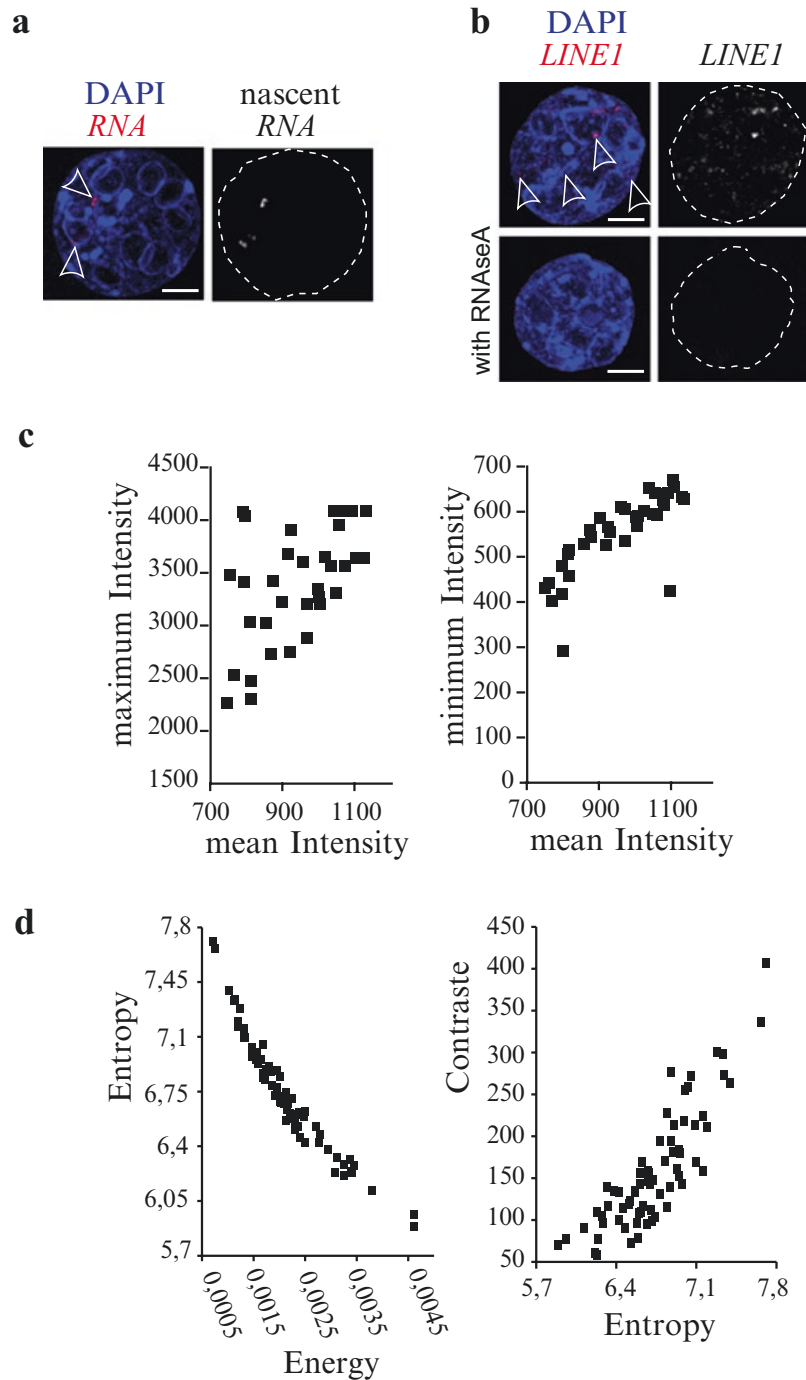 a
DAPI
RNA
nascent
RNA
b
DAPI
LINE1
LINE1
with RNAseA
c
maximum Intensity
4500
4000
3500
3000
2500
2000
1500
700 900 1100
mean Intensity
minimum Intensity
700
600
500
400
300
200
100
0
700 900 1100
mean Intensity
d
Entropy
7,8
7,45
7,1
6,75
6,4
6,05
5,7
0,0005 0,0015 0,0025 0,0035 0,0045
Energy
Contraste
450
400
350
300
250
200
150
100
50
5,7 6,4 7,1 7,8
Entropy